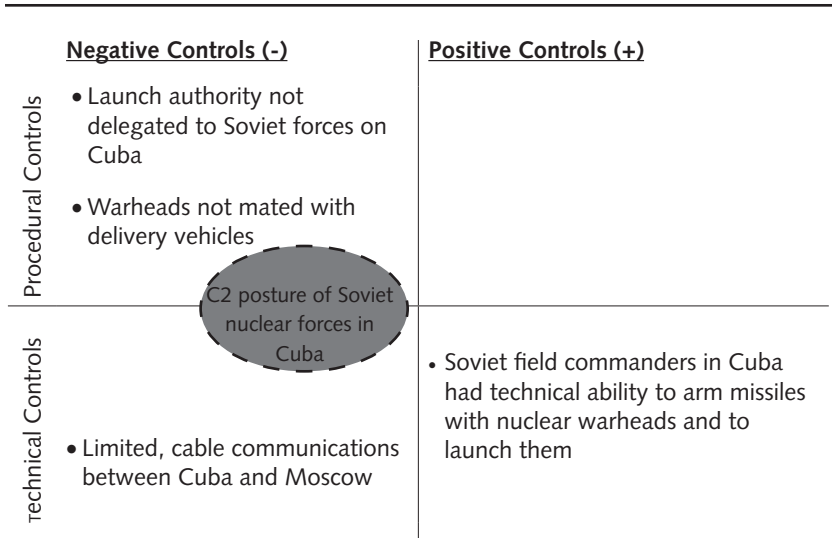 Negative Controls (-)
Positive Controls (+)
Procedural Controls
• Launch authority not
delegated to Soviet forces on
Cuba
• Warheads not mated with
delivery vehicles
C2 posture of Soviet
nuclear forces in
Cuba
Technical Controls
• Limited, cable communications
between Cuba and Moscow
• Soviet field commanders in Cuba
had technical ability to arm missiles
with nuclear warheads and to
launch them